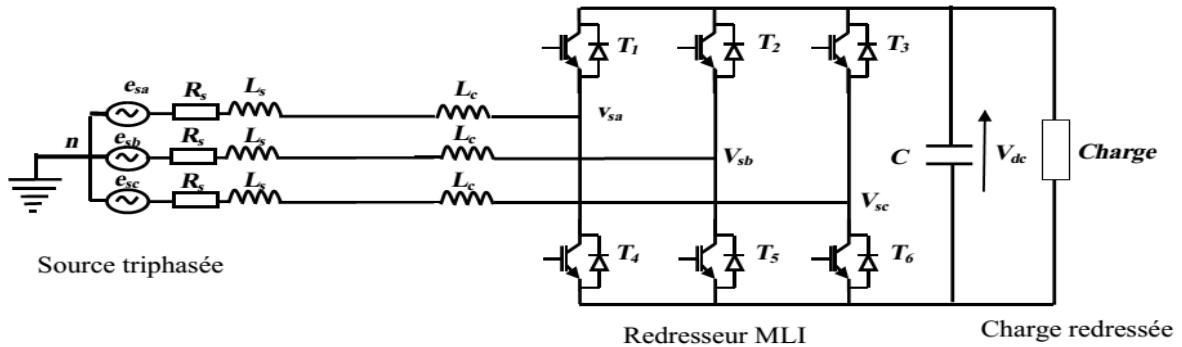 T1
T2
T3
esa
Rs
Ls
Lc
vsa
n
esb
Rs
Ls
Lc
Vsb
C
Vdc
Charge
esc
Rs
Ls
Lc
Vsc
T4
T5
T6
Source triphasée
Redresseur MLI
Charge redressée